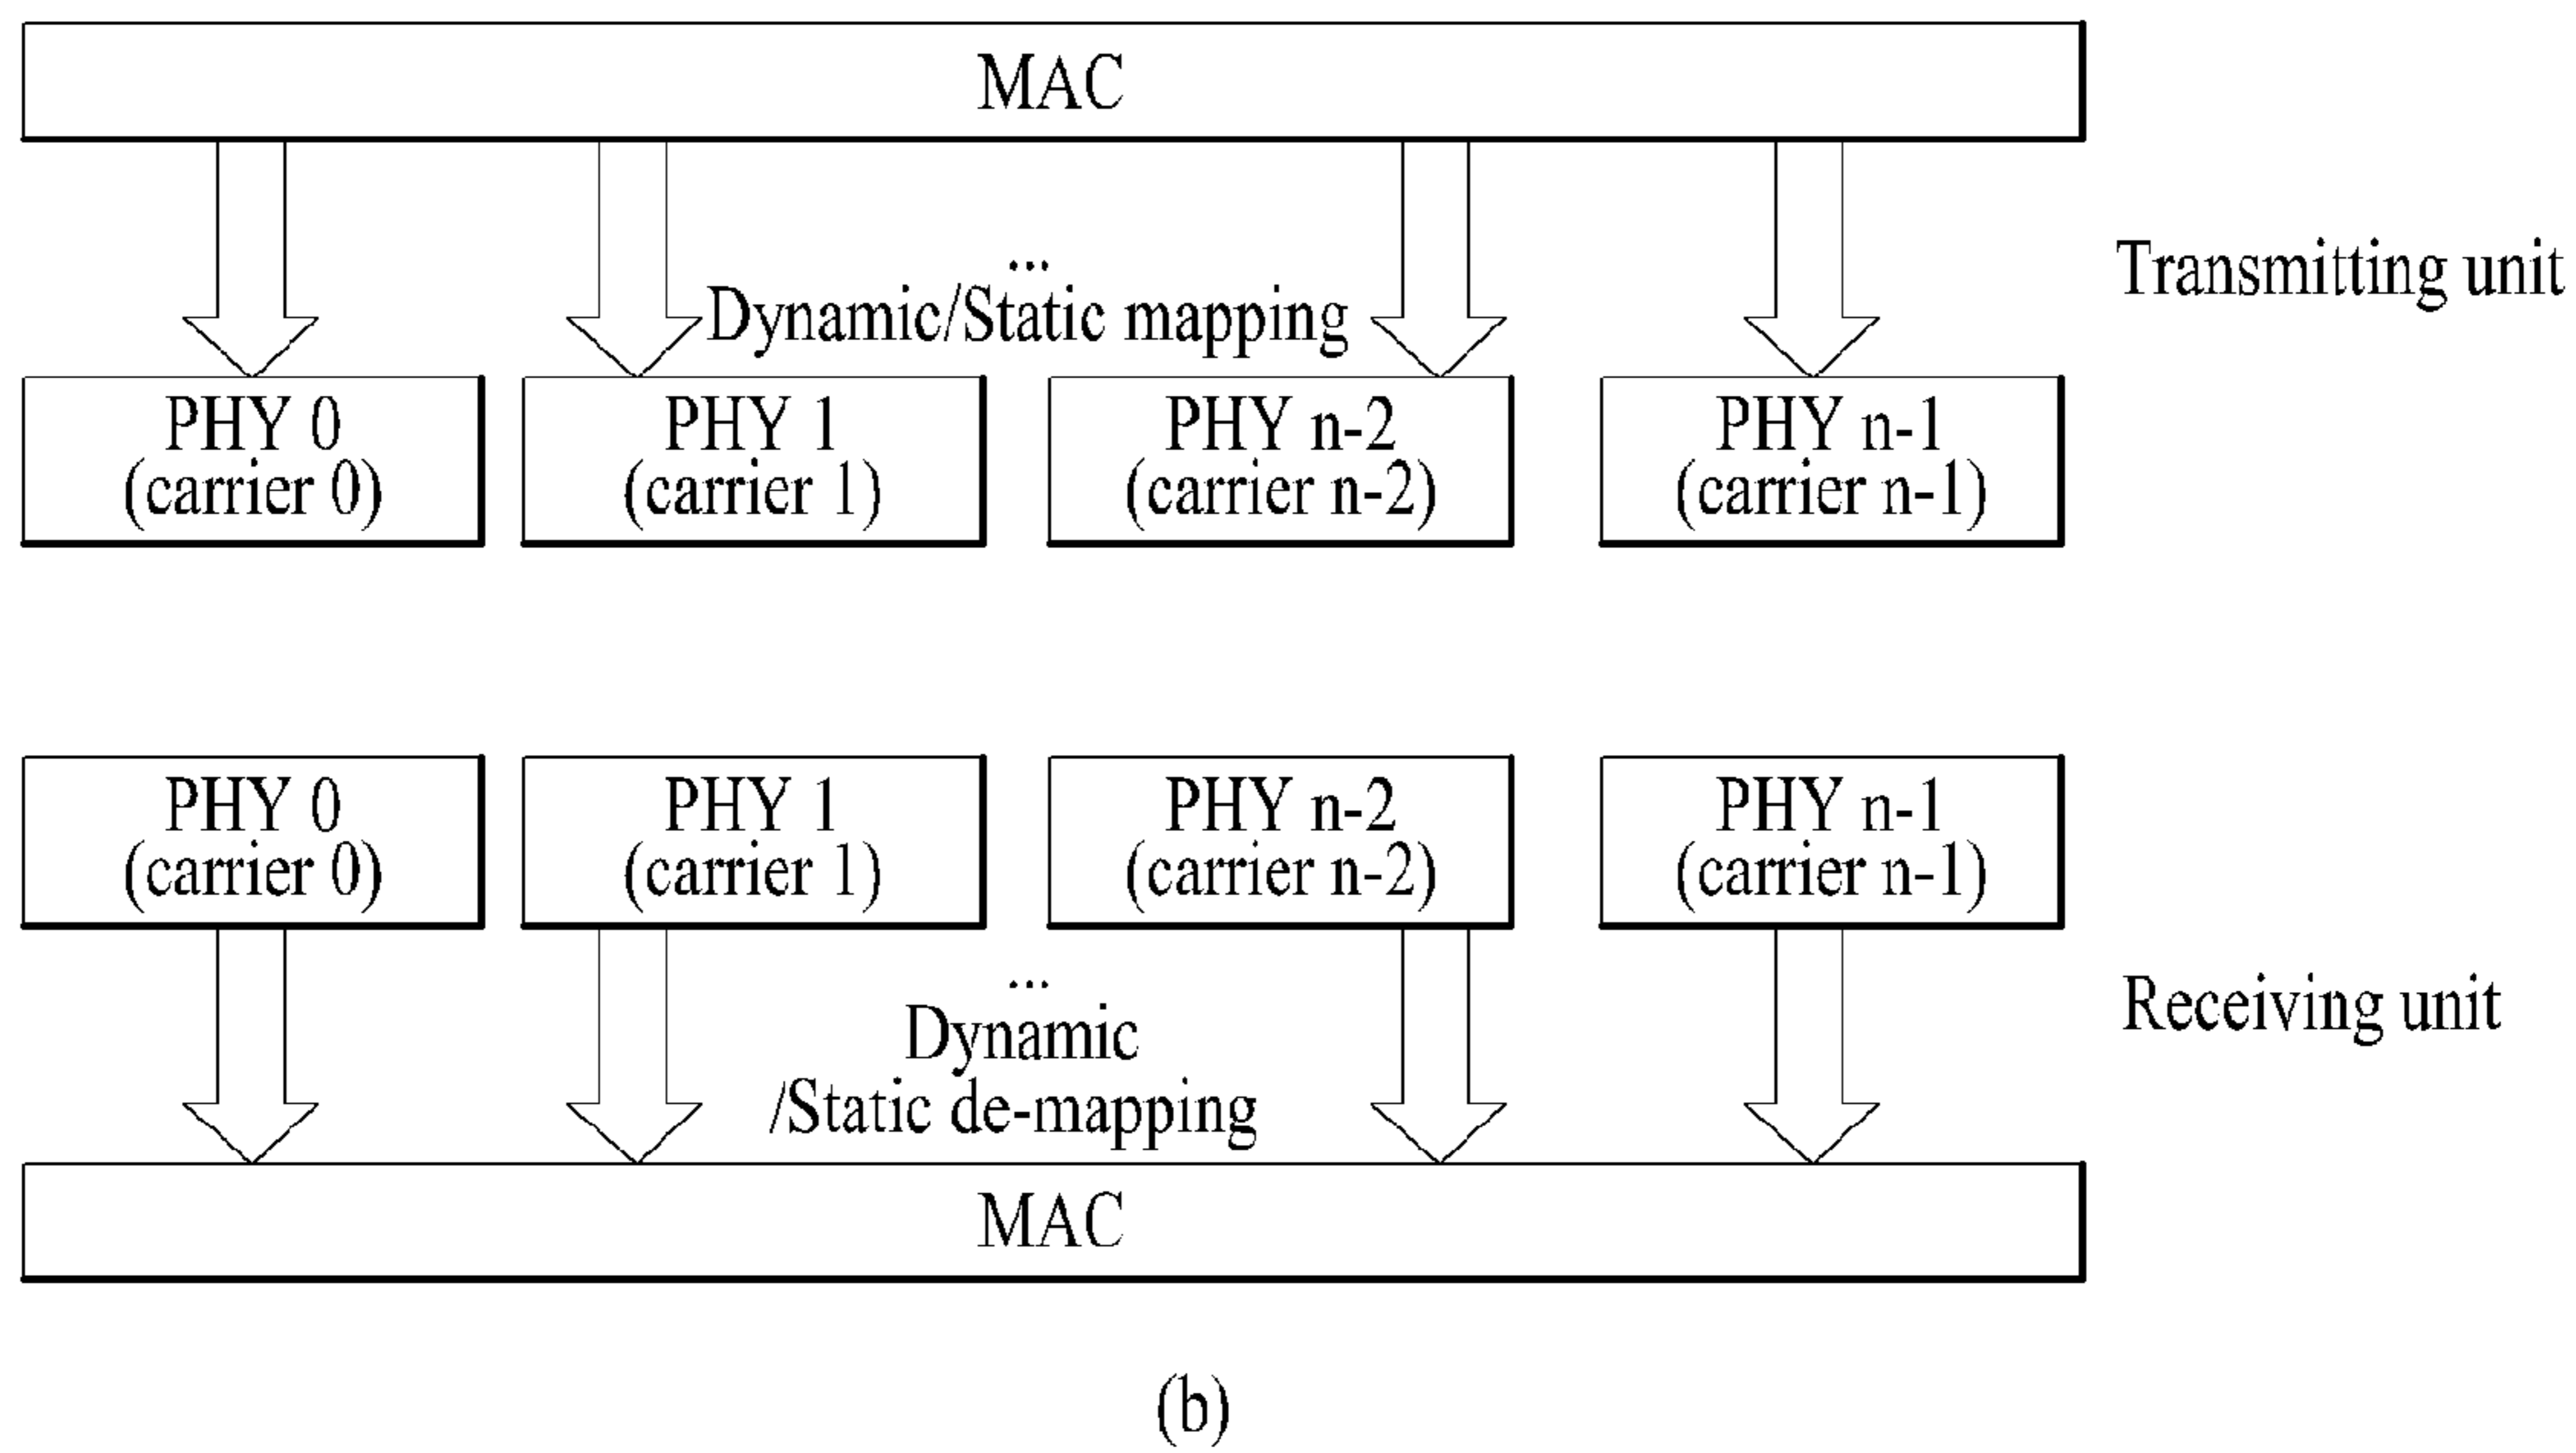 MAC
...
Dynamic/Static mapping
Transmitting unit
PHY 0
(carrier 0)
PHY 1
(carrier 1)
PHY n-2
(carrier n-2)
PHY n-1
(carrier n-1)
PHY 0
(carrier 0)
PHY 1
(carrier 1)
PHY n-2
(carrier n-2)
PHY n-1
(carrier n-1)
...
Dynamic
/Static de-mapping
Receiving unit
MAC
(b)